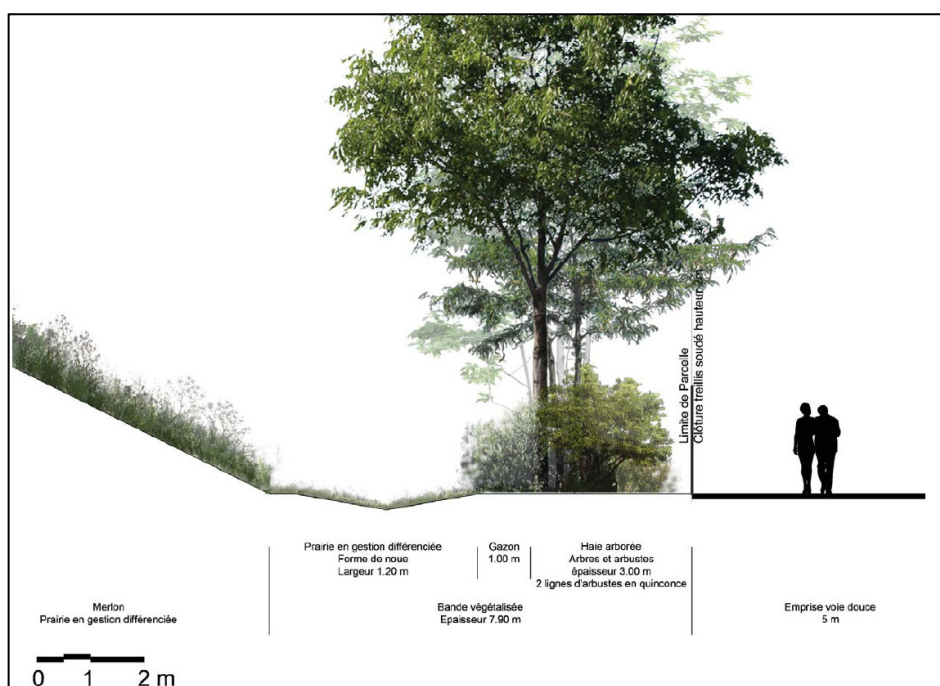 Limite de Parcelle
Clôture treillis soudé hauteur
Prairie en gestion différenciée
Forme de noue
Largeur 1.20 m
Gazon
1.00 m
Haie arborée
Arbres et arbustes
épaisseur 3.00 m
2 lignes d'arbustes en quinconce
Merlon
Prairie en gestion différenciée
Bande végétalisée
Epaisseur 7.90 m
Emprise voie douce
5 m
0 1 2 m